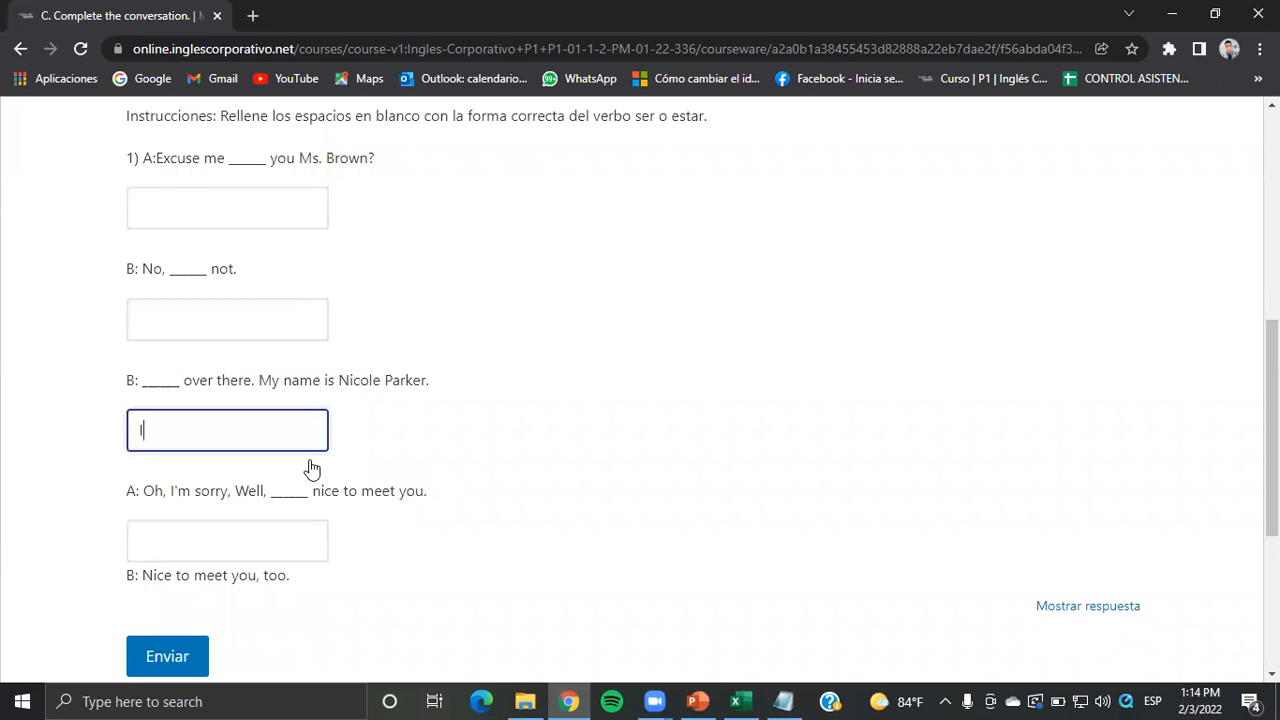 C. Complete the conversation. |
online.inglescorporativo.net/courses/course-v1:Ingles-Corporativo+P1+P1-01-1-2-PM-01-22-336/courseware/a2a0b1a38455453d82888a22eb7dae2f/f56abda04f3...
Aplicaciones Google Gmail YouTube Maps Outlook: calendario... WhatsApp Cómo cambiar el id... Facebook - Inicia se... Curso | P1 | Inglés C... CONTROL ASISTEN... »
Instrucciones: Rellene los espacios en blanco con la forma correcta del verbo ser o estar.
1) A:Excuse me ______ you Ms. Brown?
B: No, ______ not.
B: ______ over there. My name is Nicole Parker.
I
A: Oh, I'm sorry, Well, ______ nice to meet you.
B: Nice to meet you, too.
Mostrar respuesta
Enviar
Type here to search 84°F ESP 1:14 PM 2/3/2022 4